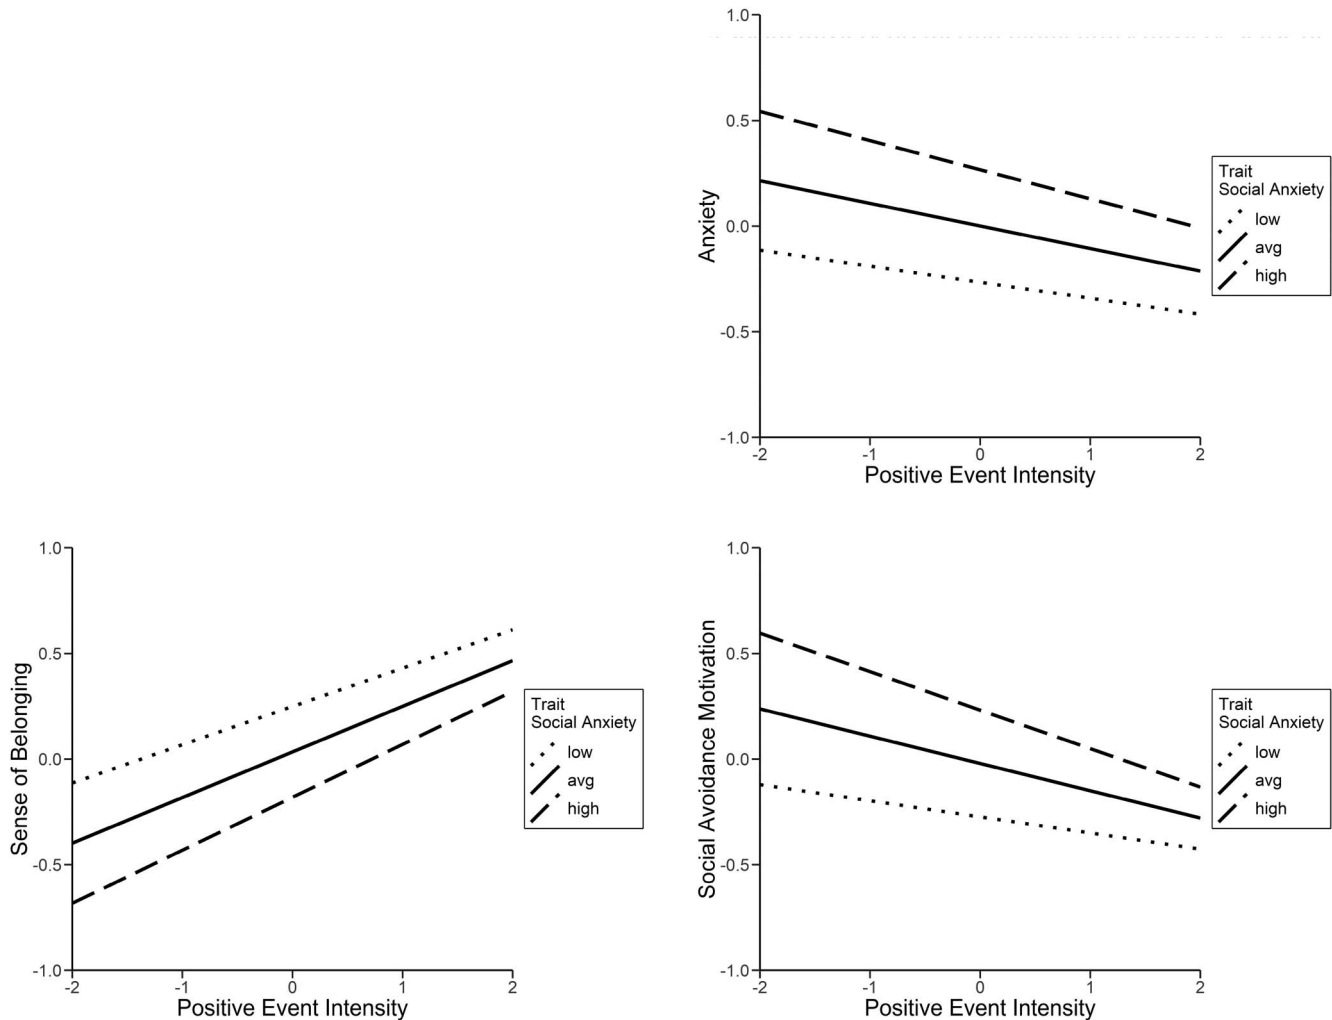 1.0
0.5
0.0
-0.5
-1.0
Anxiety
-2
-1
0
1
2
Positive Event Intensity
Trait
Social Anxiety
low
avg
high
1.0
0.5
0.0
-0.5
-1.0
Sense of Belonging
-2
-1
0
1
2
Positive Event Intensity
Trait
Social Anxiety
low
avg
high
1.0
0.5
0.0
-0.5
-1.0
Social Avoidance Motivation
-2
-1
0
1
2
Positive Event Intensity
Trait
Social Anxiety
low
avg
high